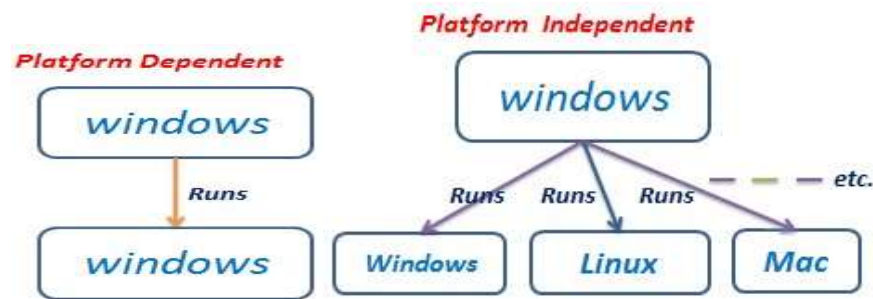 Platform Dependent
windows
Runs
windows
Platform Independent
windows
Runs Runs Runs etc.
Windows Linux Mac